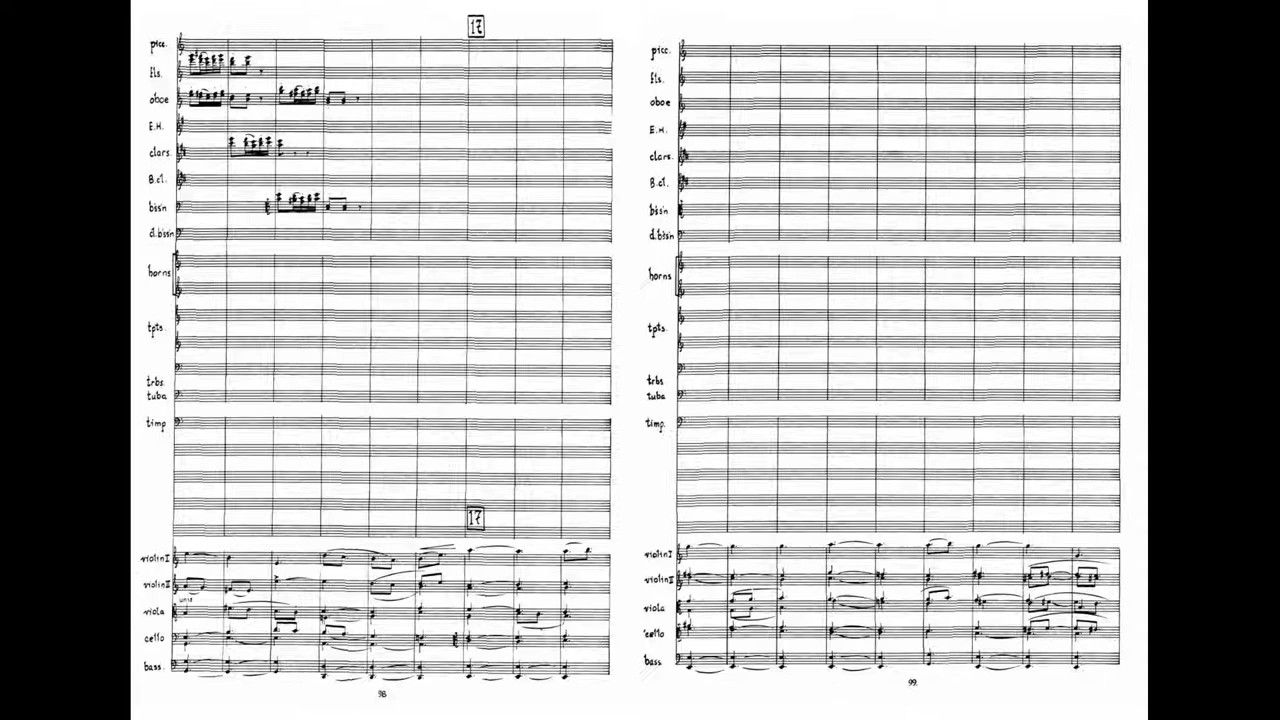 17
picc.
fls.
oboe
E.H.
clars.
B.cl.
bssn
d.bssn
horns
tpts.
trbs.
tuba
timp
17
violin I
violin II
unis
viola
cello
bass.
98
picc.
fls.
oboe
E.H.
clars.
B.cl.
bssn
d.bssn
horns
tpts.
trbs
tuba
timp.
violin I
violin II
viola
cello
bass
99.